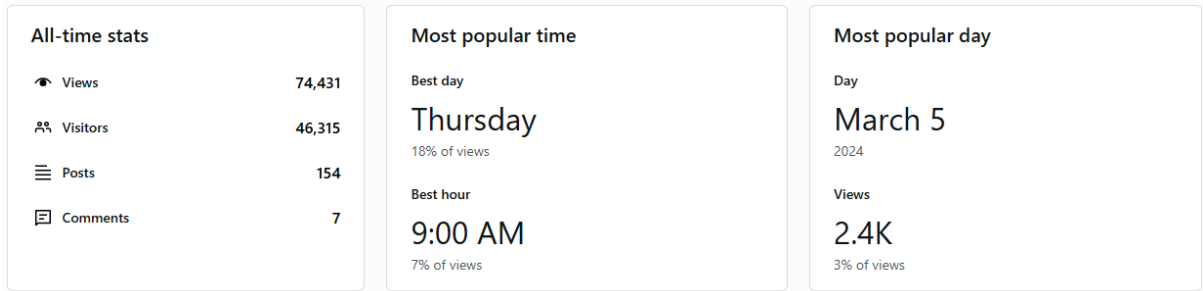 All-time stats
Views 74,431
Visitors 46,315
Posts 154
Comments 7
Most popular time
Best day
Thursday
18% of views
Best hour
9:00 AM
7% of views
Most popular day
Day
March 5
2024
Views
2.4K
3% of views